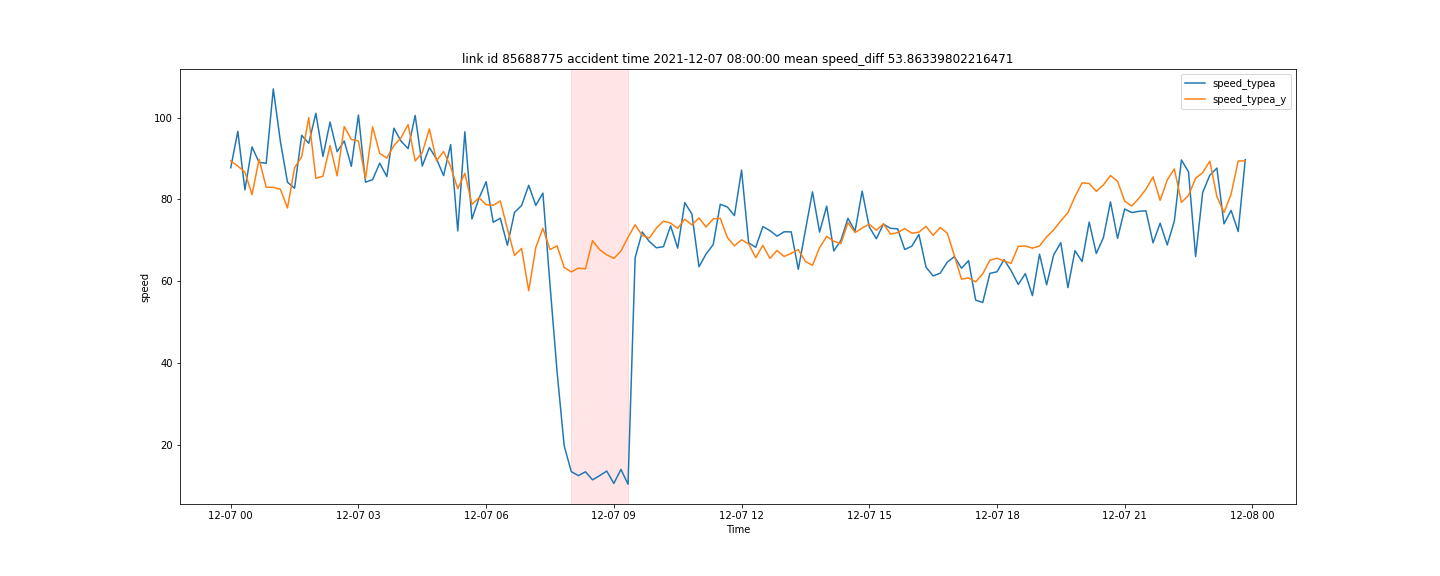 link id 85688775 accident time 2021-12-07 08:00:00 mean speed_diff 53.86339802216471
speed_typea
speed_typea_y
100
80
60
40
20
speed
12-07 00 12-07 03 12-07 06 12-07 09 12-07 12 12-07 15 12-07 18 12-07 21 12-08 00
Time